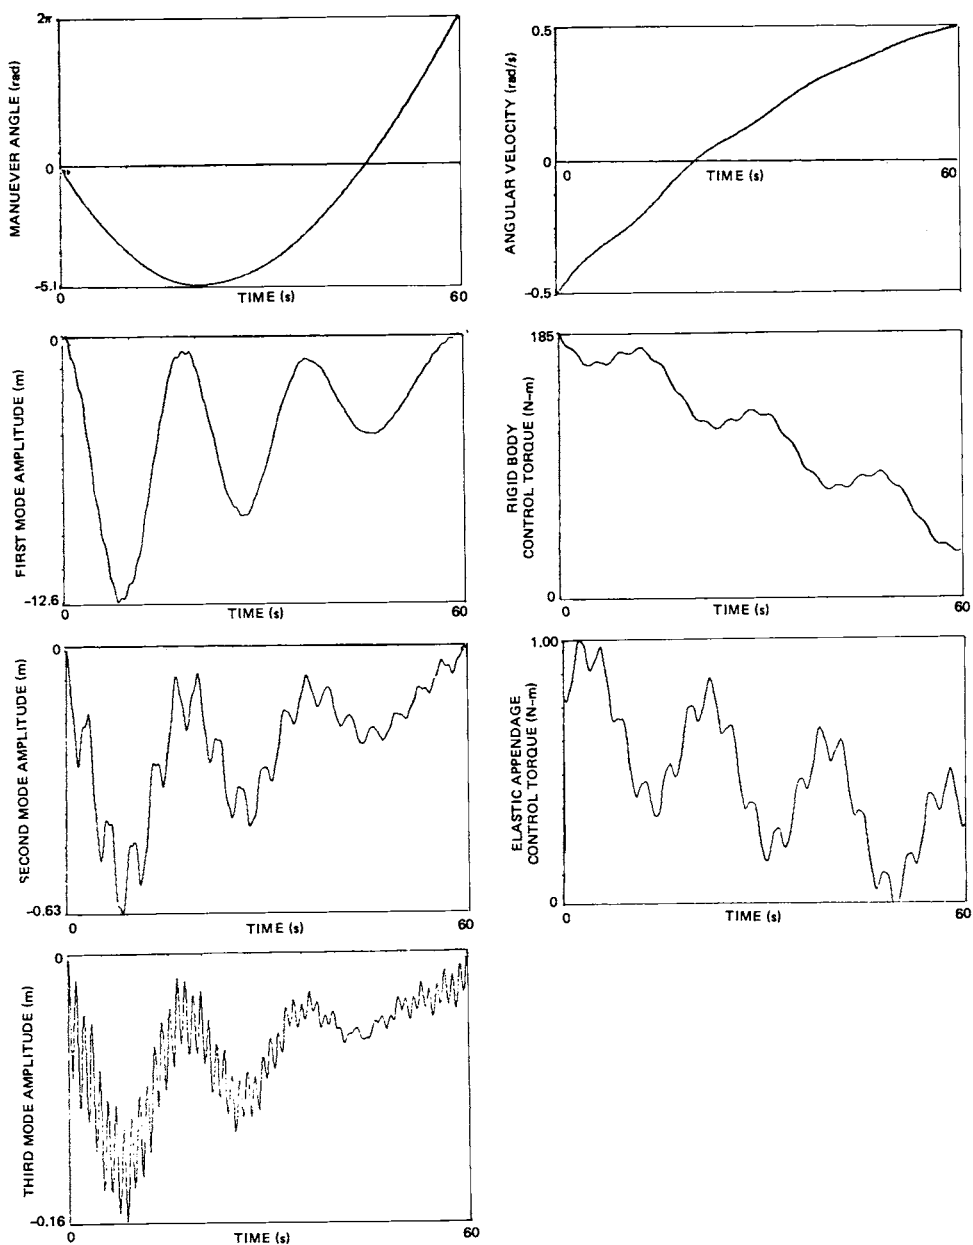 2π
MANUEVER ANGLE (rad)
0
-5.1
0
TIME (s)
60
0.5
ANGULAR VELOCITY (rad/s)
0
0
TIME (s)
60
-0.5
0
FIRST MODE AMPLITUDE (m)
-12.6
0
TIME (s)
60
185
RIGID BODY
CONTROL TORQUE (N-m)
0
0
TIME (s)
60
0
SECOND MODE AMPLITUDE (m)
-0.63
0
TIME (s)
60
1.00
ELASTIC APPENDAGE
CONTROL TORQUE (N-m)
0
0
TIME (s)
60
0
THIRD MODE AMPLITUDE (m)
-0.16
0
TIME (s)
60